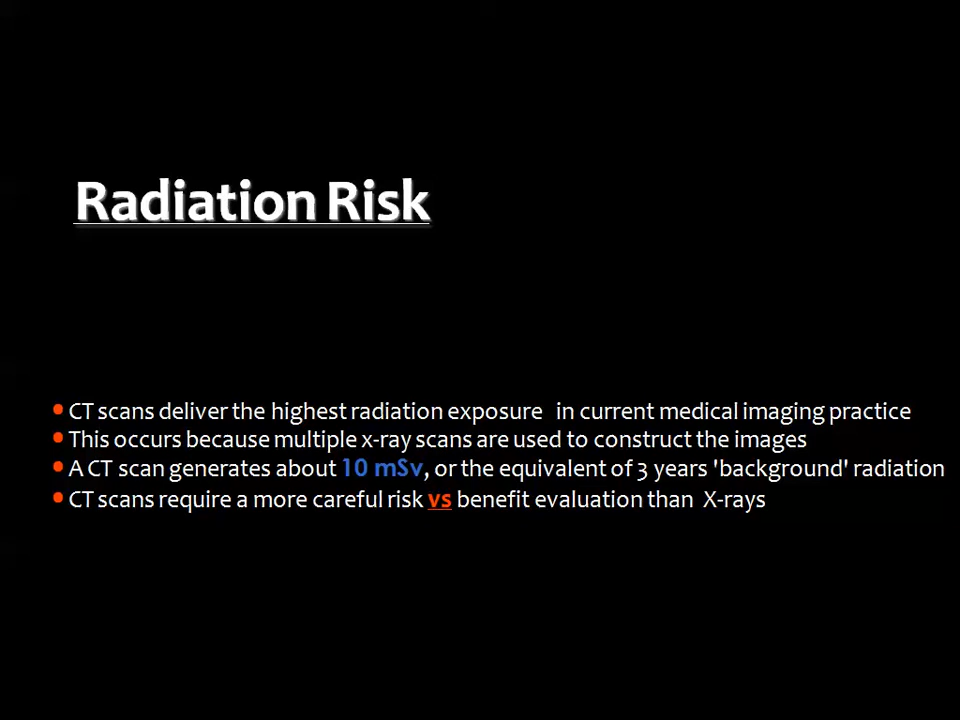 Radiation Risk
• CT scans deliver the highest radiation exposure in current medical imaging practice
• This occurs because multiple x-ray scans are used to construct the images
• A CT scan generates about 10 mSv, or the equivalent of 3 years 'background' radiation
• CT scans require a more careful risk vs benefit evaluation than X-rays